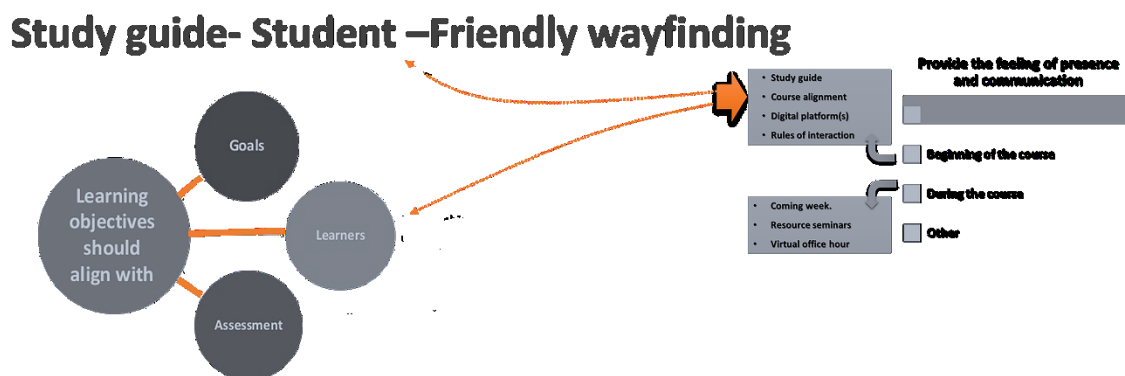 Study guide- Student –Friendly wayfinding
Goals
Learning
objectives
should
align with
Learners
Assessment
• Study guide
• Course alignment
• Digital platform(s)
• Rules of interaction
• Coming week.
• Resource seminars
• Virtual office hour
Provide the feeling of presence
and communication
Beginning of the course
During the course
Other